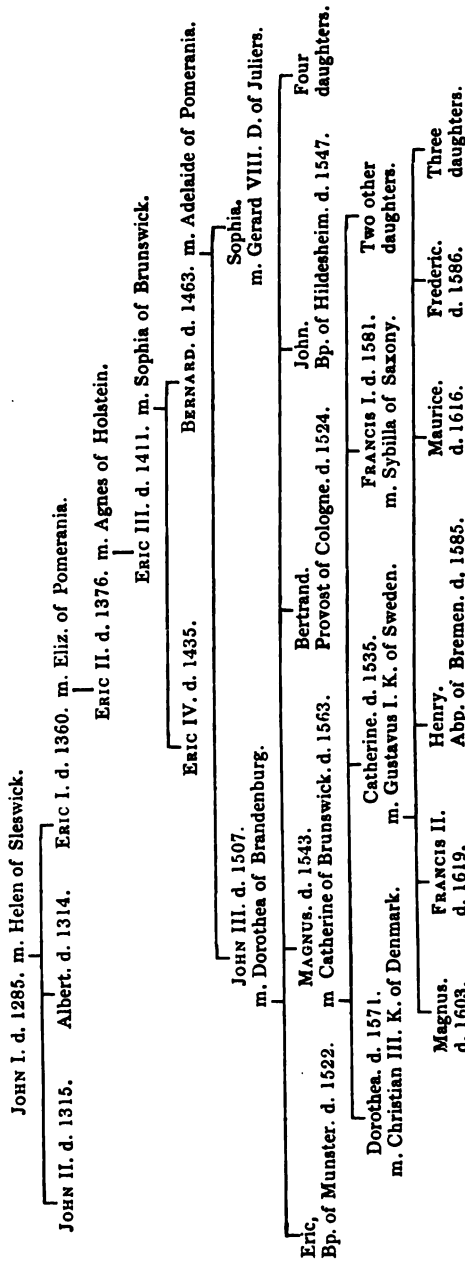 JOHN I. d. 1285. m. Helen of Sleswick.
JOHN II. d. 1315. Albert. d. 1314. ERIC I. d. 1360. m. Eliz. of Pomerania.
ERIC II. d. 1376. m. Agnes of Holstein.
ERIC III. d. 1411. m. Sophia of Brunswick.
ERIC IV. d. 1435. BERNARD. d. 1463. m. Adelaide of Pomerania.
JOHN III. d. 1507. Sophia.
m. Dorothea of Brandenburg. m. Gerard VIII. D. of Juliers.
Eric, MAGNUS. d. 1543. Bertrand. John. Four
Bp. of Munster. d. 1522. m Catherine of Brunswick. d. 1563. Provost of Cologne. d. 1524. Bp. of Hildesheim. d. 1547. daughters.
Dorothea. d. 1571. Catherine. d. 1535. FRANCIS I. d. 1581. Two other
m. Christian III. K. of Denmark. m. Gustavus I. K. of Sweden. m. Sybilla of Saxony. daughters.
Magnus. FRANCIS II. Henry. Maurice. Frederic. Three
d. 1603. d. 1619. Abp. of Bremen. d. 1585. d. 1616. d. 1586. daughters.